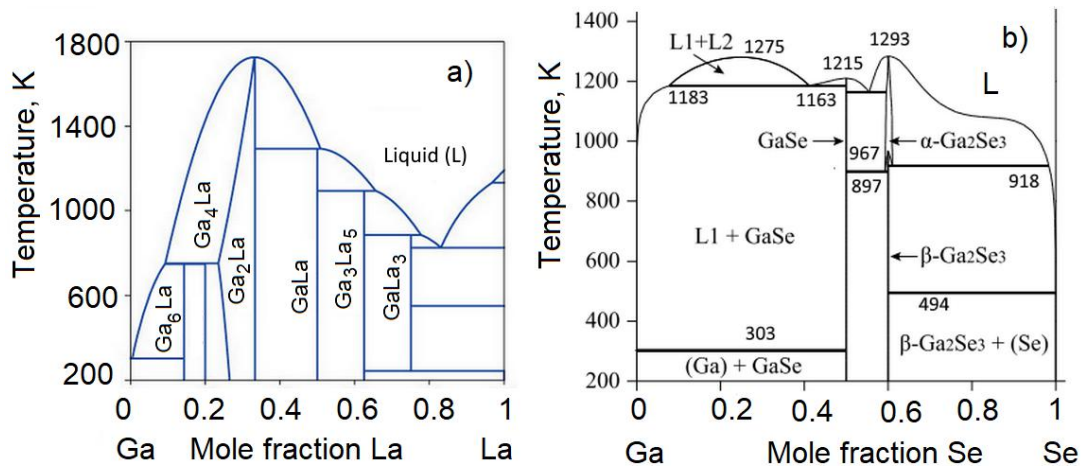 a)
Temperature, K
1800
1400
1000
600
200
Liquid (L)
Ga6La
Ga4La
Ga2La
GaLa
Ga3La5
GaLa3
0 0.2 0.4 0.6 0.8 1
Ga Mole fraction La La
b)
Temperature, K
1400
1200
1000
800
600
400
200
L1+L2
1275
1215
1293
L
1183
1163
GaSe
967
α-Ga2Se3
897
918
L1 + GaSe
β-Ga2Se3
494
303
β-Ga2Se3 + (Se)
(Ga) + GaSe
0 0.2 0.4 0.6 0.8 1
Ga Mole fraction Se Se